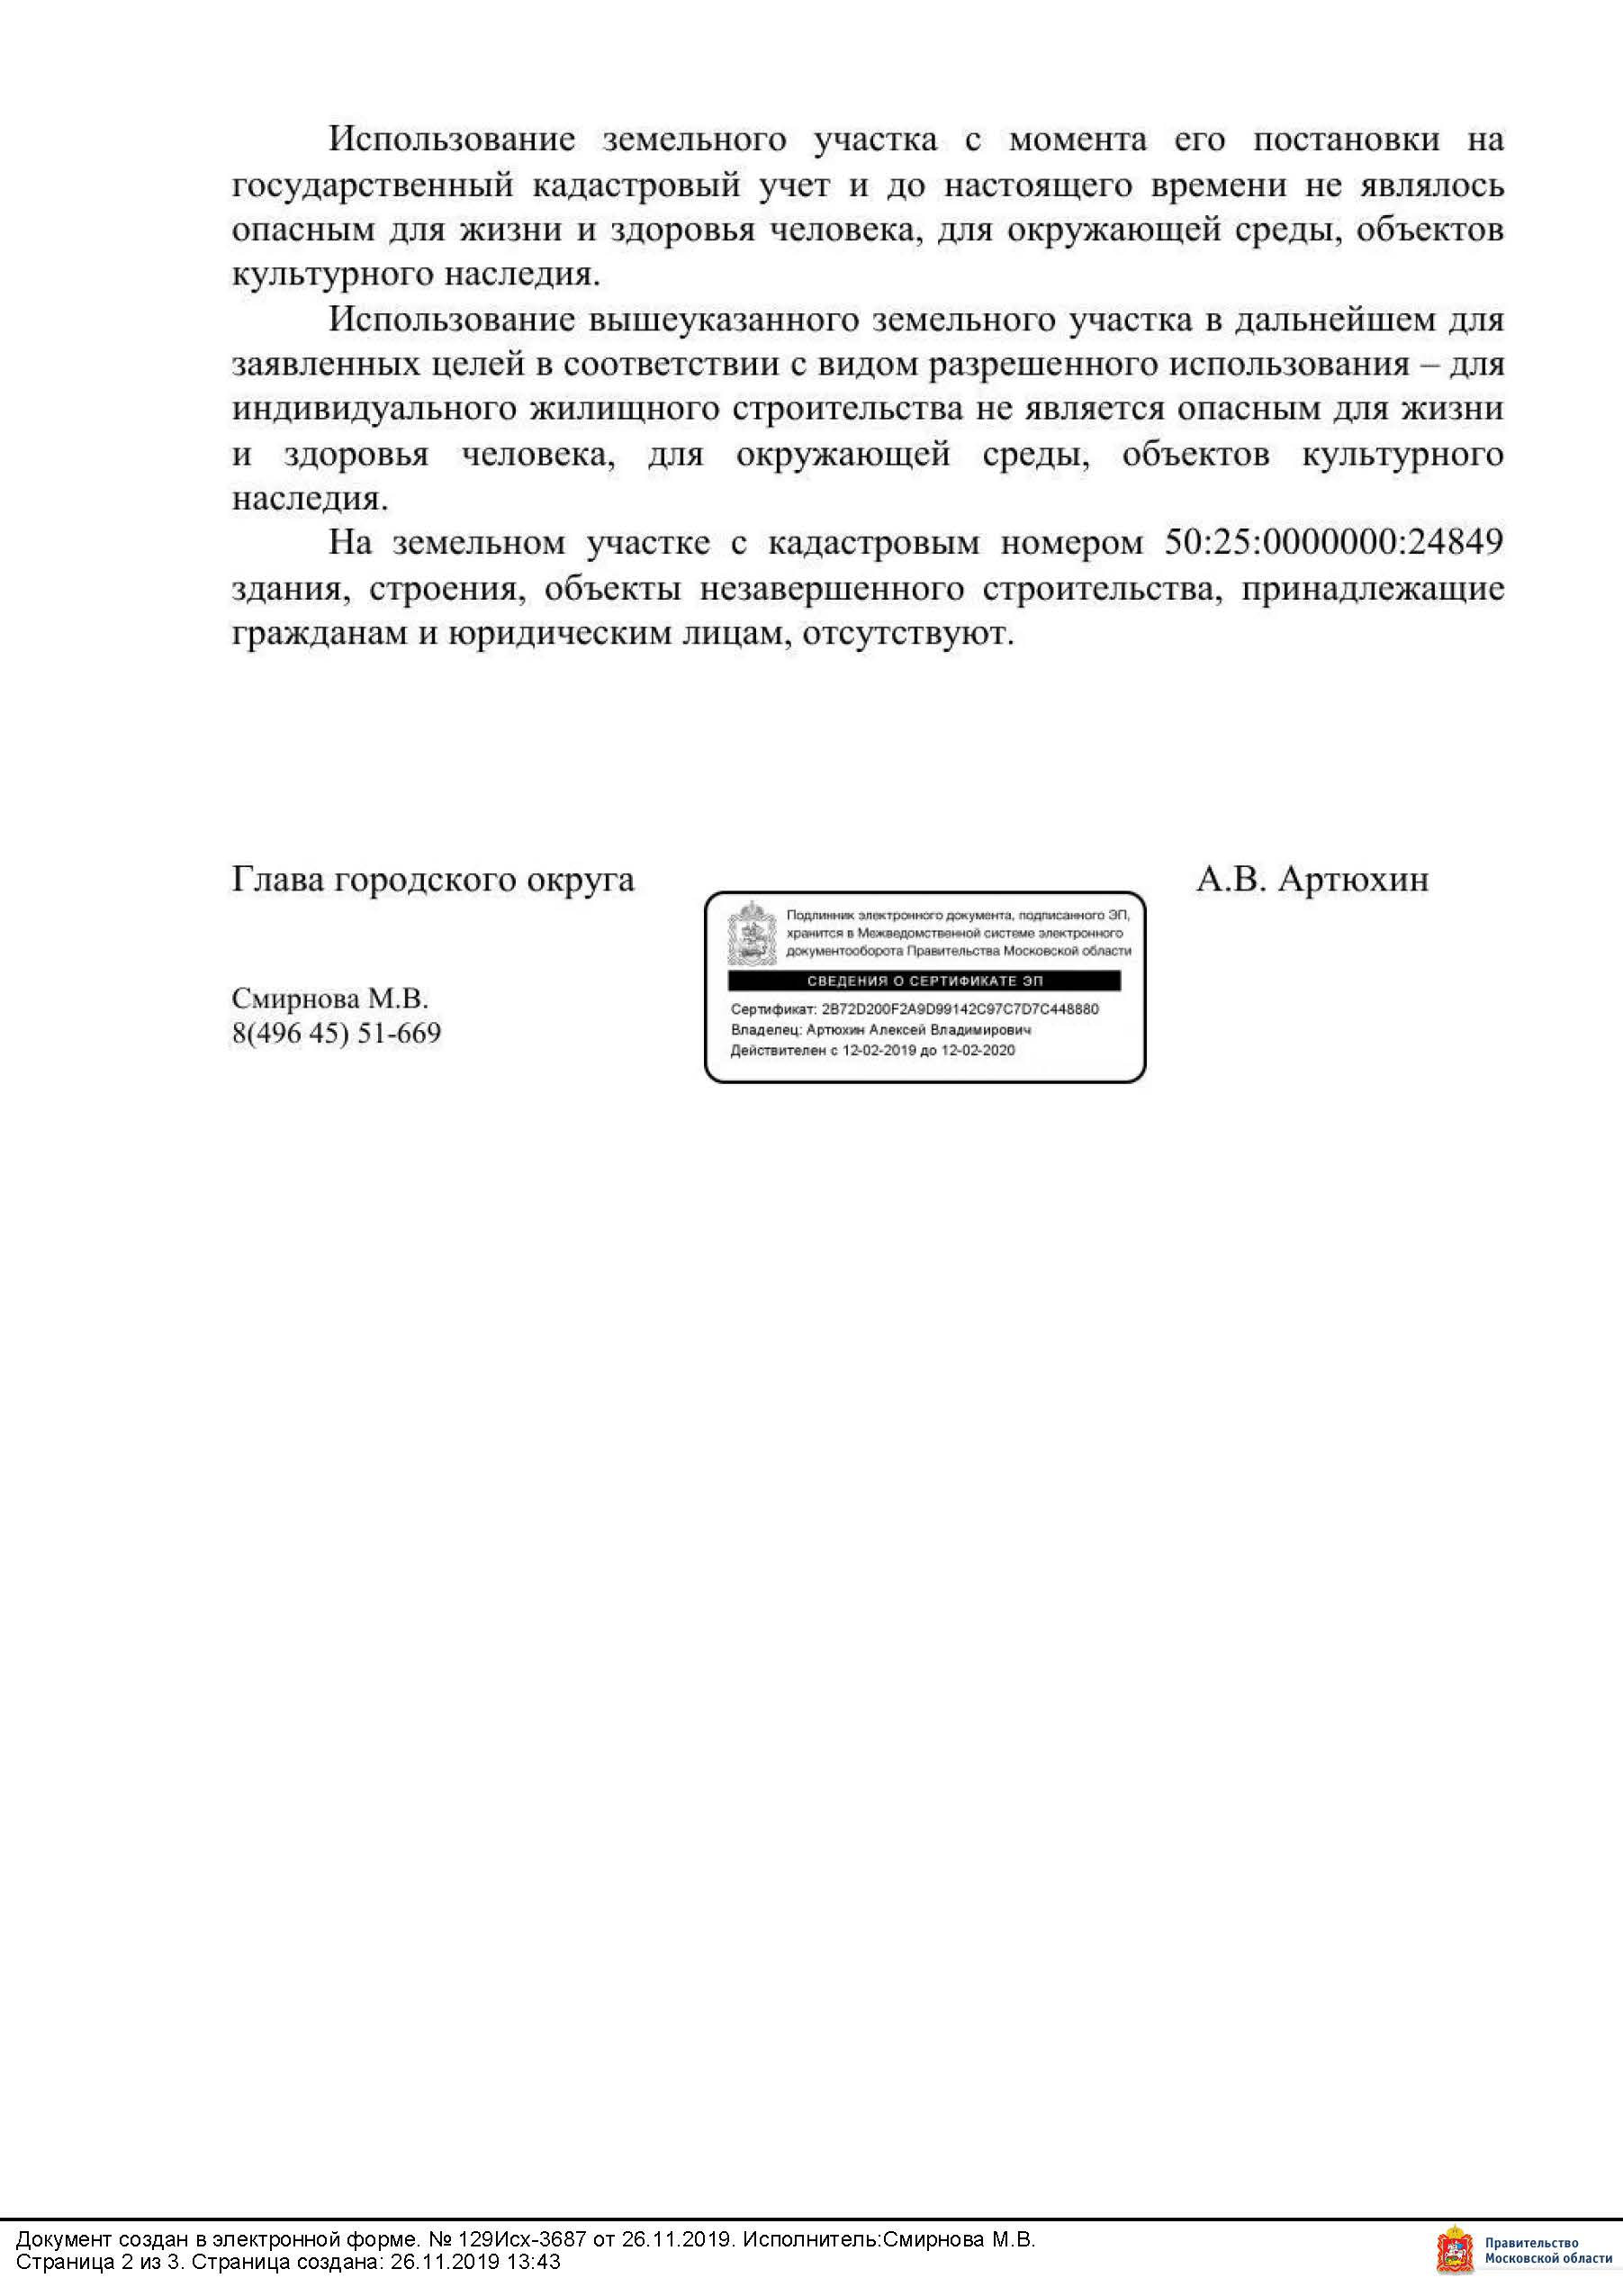 Использование земельного участка с момента его постановки на
государственный кадастровый учет и до настоящего времени не являлось
опасным для жизни и здоровья человека, для окружающей среды, объектов
культурного наследия.
Использование вышеуказанного земельного участка в дальнейшем для
заявленных целей в соответствии с видом разрешенного использования – для
индивидуального жилищного строительства не является опасным для жизни
и здоровья человека, для окружающей среды, объектов культурного
наследия.
На земельном участке с кадастровым номером 50:25:0000000:24849
здания, строения, объекты незавершенного строительства, принадлежащие
гражданам и юридическим лицам, отсутствуют.
Глава городского округа
А.В. Артюхин
Подлинник электронного документа, подписанного ЭП,
хранится в Межведомственной системе электронного
документооборота Правительства Московской области
СВЕДЕНИЯ О СЕРТИФИКАТЕ ЭП
Сертификат: 2B72D200F2A9D99142C97C7D7C448880
Владелец: Артюхин Алексей Владимирович
Действителен с 12-02-2019 до 12-02-2020
Смирнова М.В.
8(496 45) 51-669
Документ создан в электронной форме. № 129Исх-3687 от 26.11.2019. Исполнитель:Смирнова М.В.
Страница 2 из 3. Страница создана: 26.11.2019 13:43
Правительство
Московской области